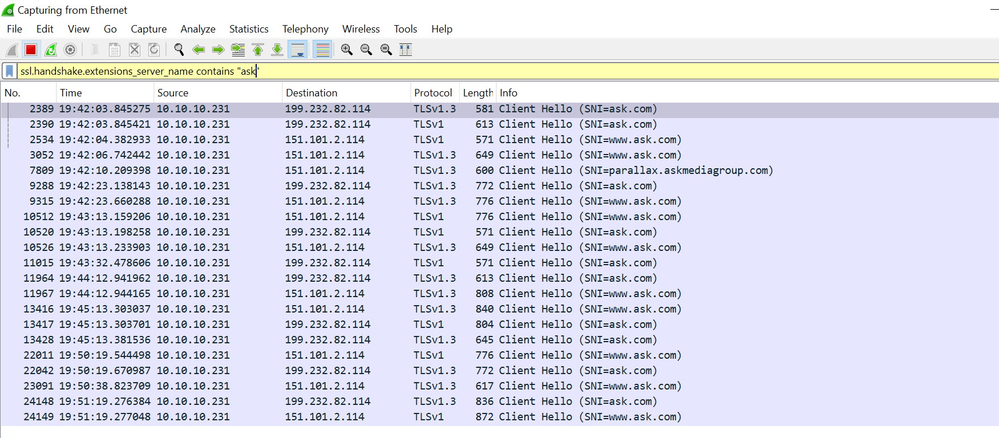 Capturing from Ethernet
File Edit View Go Capture Analyze Statistics Telephony Wireless Tools Help
ssl.handshake.extensions_server_name contains "ask"
No. Time Source Destination Protocol Length Info
2389 19:42:03.845275 10.10.10.231 199.232.82.114 TLSv1.3 581 Client Hello (SNI=ask.com)
2390 19:42:03.845421 10.10.10.231 199.232.82.114 TLSv1 613 Client Hello (SNI=ask.com)
2534 19:42:04.382933 10.10.10.231 151.101.2.114 TLSv1 571 Client Hello (SNI=www.ask.com)
3052 19:42:06.742442 10.10.10.231 151.101.2.114 TLSv1.3 649 Client Hello (SNI=www.ask.com)
7809 19:42:10.209398 10.10.10.231 151.101.2.114 TLSv1.3 600 Client Hello (SNI=parallax.askmediagroup.com)
9288 19:42:23.138143 10.10.10.231 199.232.82.114 TLSv1.3 772 Client Hello (SNI=ask.com)
9315 19:42:23.660288 10.10.10.231 151.101.2.114 TLSv1.3 776 Client Hello (SNI=www.ask.com)
10512 19:43:13.159206 10.10.10.231 151.101.2.114 TLSv1 776 Client Hello (SNI=www.ask.com)
10520 19:43:13.198258 10.10.10.231 199.232.82.114 TLSv1 571 Client Hello (SNI=ask.com)
10526 19:43:13.233903 10.10.10.231 151.101.2.114 TLSv1.3 649 Client Hello (SNI=www.ask.com)
11015 19:43:32.478606 10.10.10.231 199.232.82.114 TLSv1 571 Client Hello (SNI=ask.com)
11964 19:44:12.941962 10.10.10.231 199.232.82.114 TLSv1.3 613 Client Hello (SNI=ask.com)
11967 19:44:12.944165 10.10.10.231 151.101.2.114 TLSv1.3 808 Client Hello (SNI=www.ask.com)
13416 19:45:13.303037 10.10.10.231 151.101.2.114 TLSv1.3 840 Client Hello (SNI=www.ask.com)
13417 19:45:13.303701 10.10.10.231 199.232.82.114 TLSv1 804 Client Hello (SNI=ask.com)
13428 19:45:13.381536 10.10.10.231 199.232.82.114 TLSv1.3 645 Client Hello (SNI=ask.com)
22011 19:50:19.544498 10.10.10.231 151.101.2.114 TLSv1 776 Client Hello (SNI=www.ask.com)
22042 19:50:19.670987 10.10.10.231 199.232.82.114 TLSv1.3 772 Client Hello (SNI=ask.com)
23091 19:50:38.823709 10.10.10.231 151.101.2.114 TLSv1.3 617 Client Hello (SNI=www.ask.com)
24148 19:51:19.276384 10.10.10.231 199.232.82.114 TLSv1.3 836 Client Hello (SNI=ask.com)
24149 19:51:19.277048 10.10.10.231 151.101.2.114 TLSv1 872 Client Hello (SNI=www.ask.com)